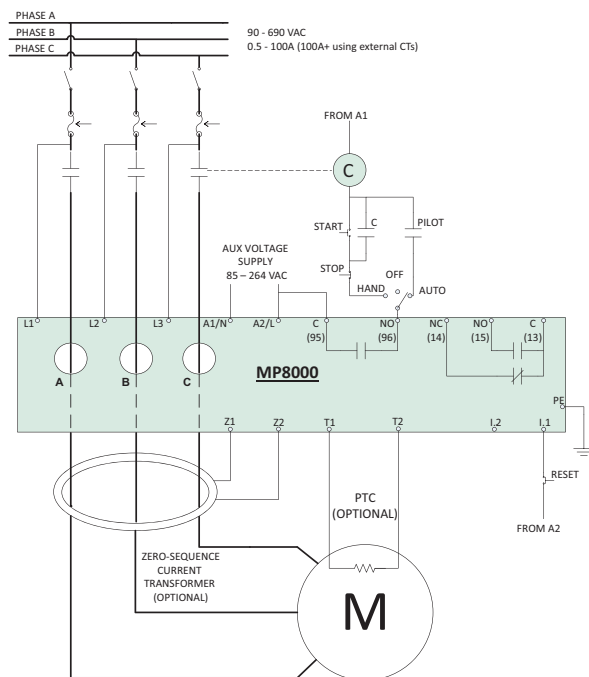 PHASE A
PHASE B
PHASE C
90 - 690 VAC
0.5 - 100A (100A+ using external CTs)
FROM A1
C
START
C
PILOT
STOP
OFF
HAND
AUTO
AUX VOLTAGE
SUPPLY
85 – 264 VAC
L1
L2
L3
A1/N
A2/L
C
(95)
NO
(96)
NC
(14)
NO
(15)
C
(13)
A
B
C
MP8000
PE
Z1
Z2
T1
T2
I.2
I.1
RESET
FROM A2
PTC
(OPTIONAL)
ZERO-SEQUENCE
CURRENT
TRANSFORMER
(OPTIONAL)
M